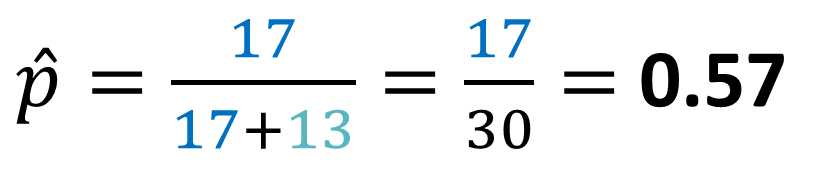 p̂ = 17 / 17+13 = 17 / 30 = 0.57